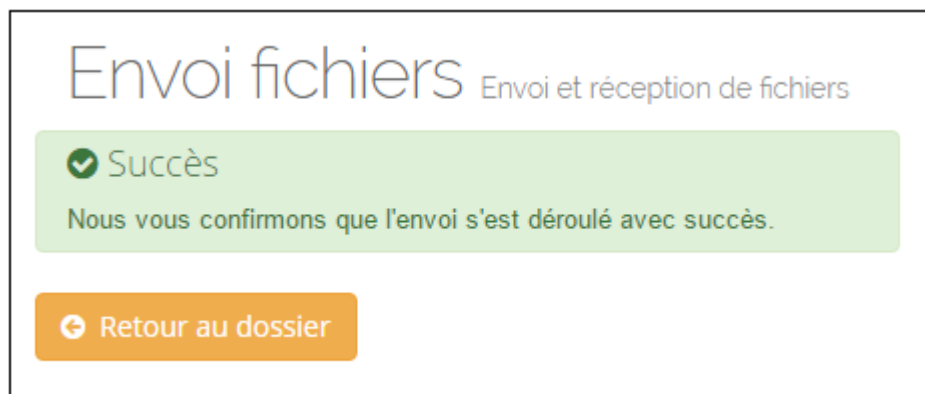 Envoi fichiers Envoi et réception de fichiers
Succès
Nous vous confirmons que l'envoi s'est déroulé avec succès.
Retour au dossier